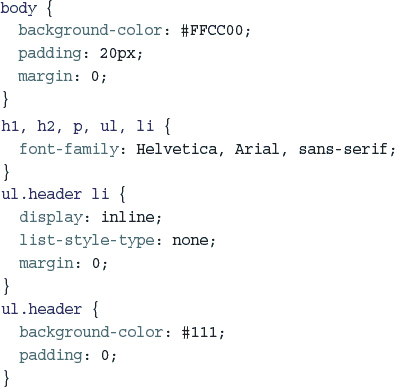 body {
  background-color: #FFCC00;
  padding: 20px;
  margin: 0;
}
h1, h2, p, ul, li {
  font-family: Helvetica, Arial, sans-serif;
}
ul.header li {
  display: inline;
  list-style-type: none;
  margin: 0;
}
ul.header {
  background-color: #111;
  padding: 0;
}